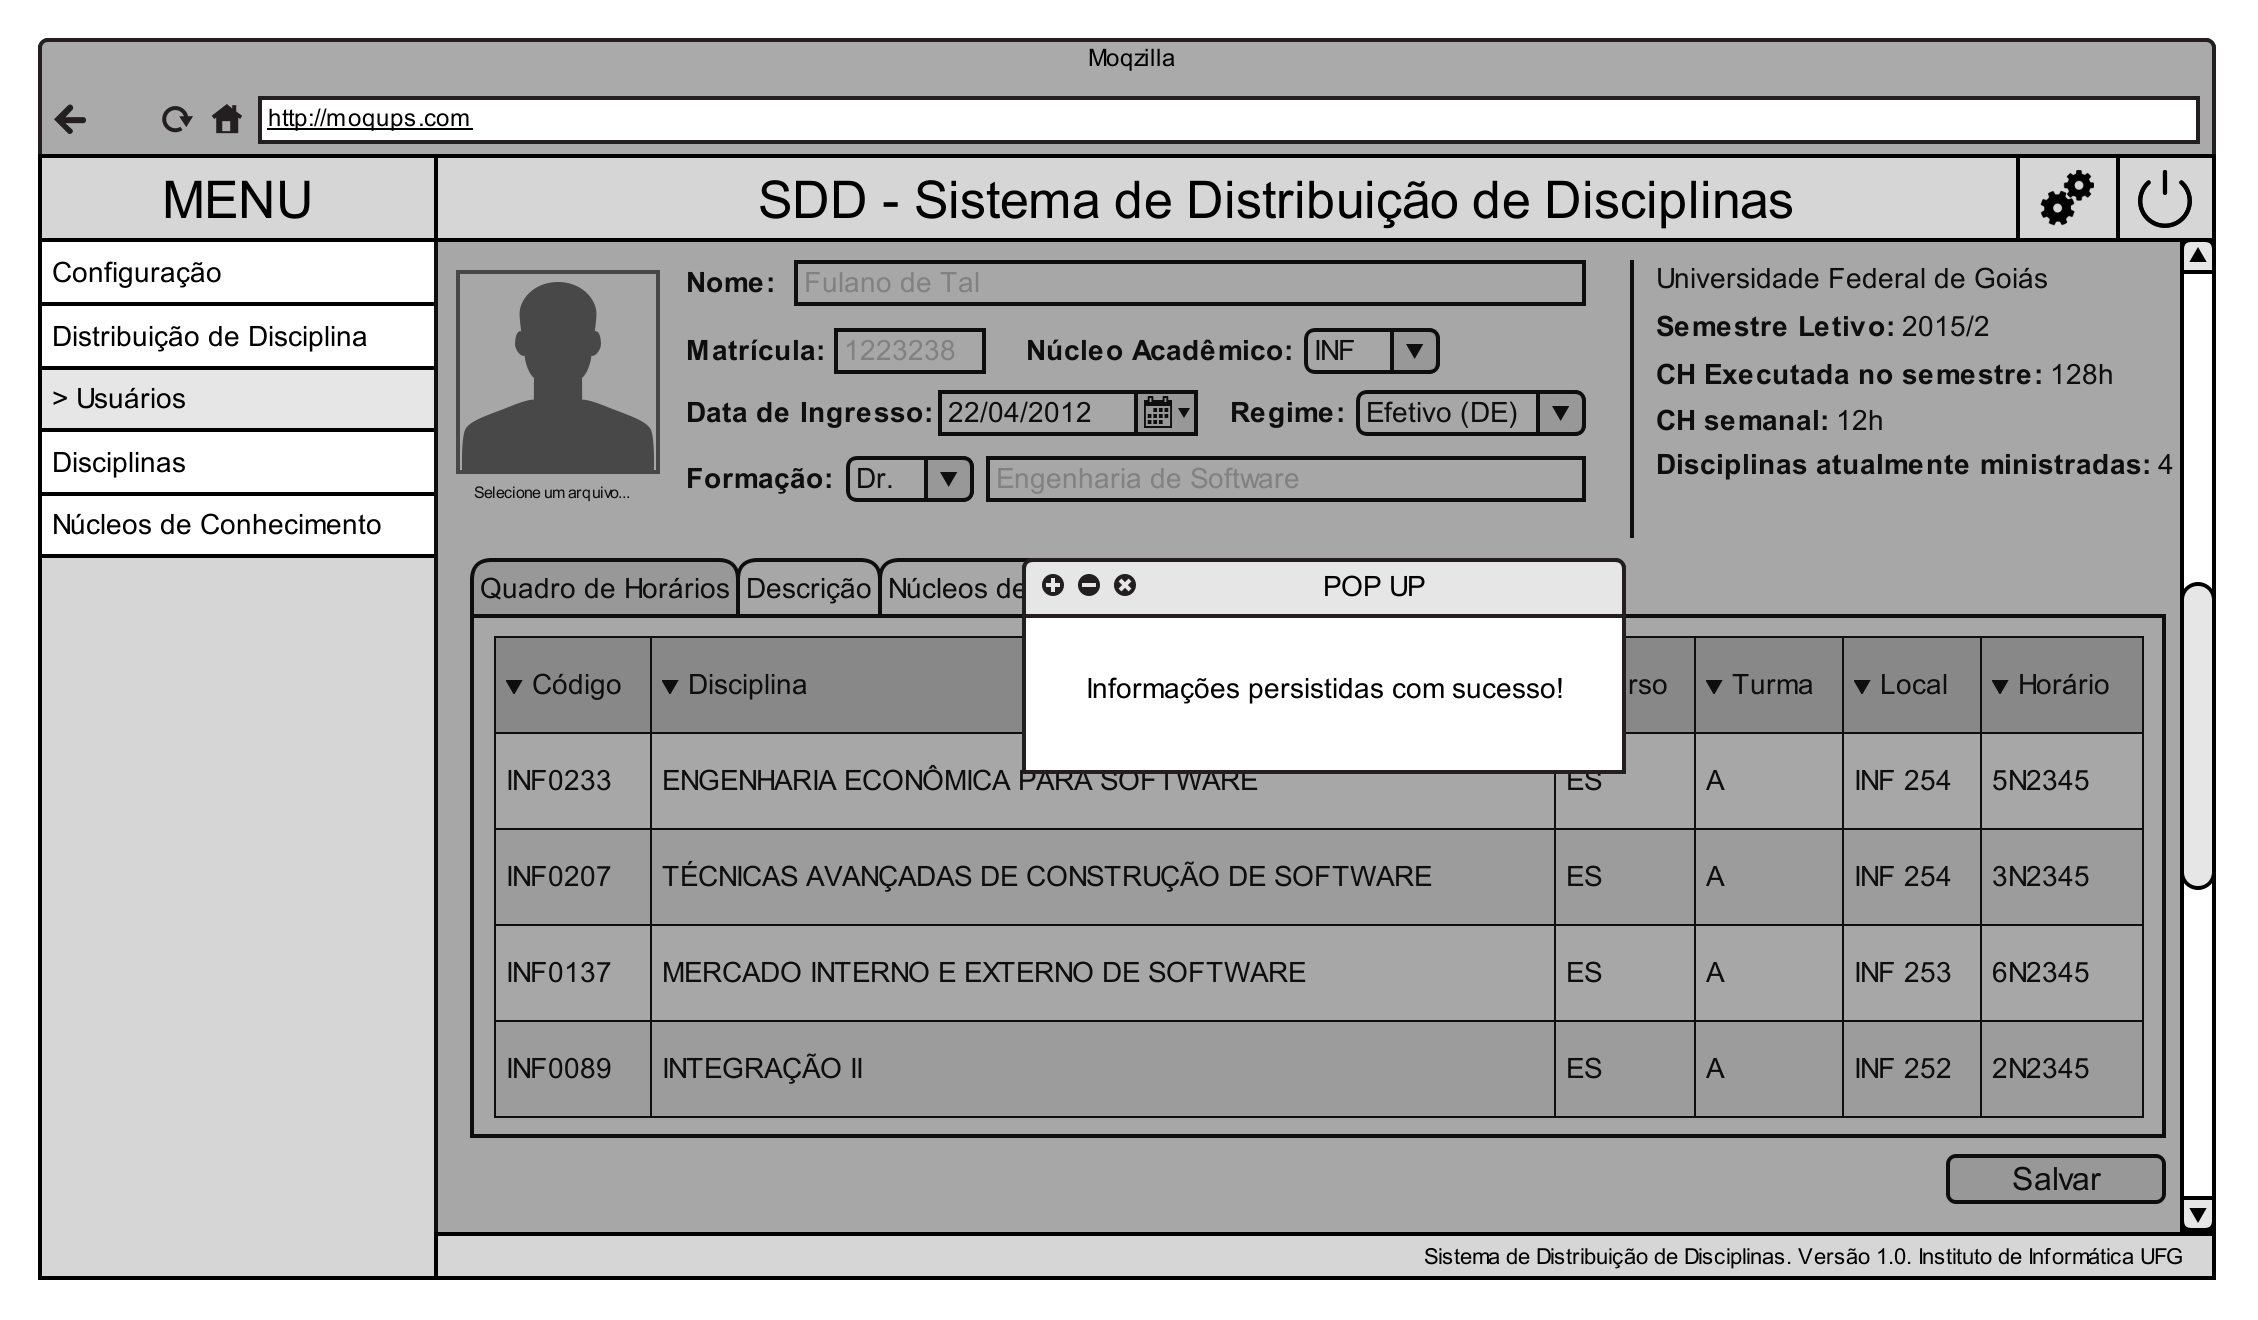 Moqzilla
http://moqups.com
MENU
SDD - Sistema de Distribuição de Disciplinas
Configuração
Distribuição de Disciplina
> Usuários
Disciplinas
Núcleos de Conhecimento
Selecione um arquivo...
Nome: Fulano de Tal
Matrícula: 1223238 Núcleo Acadêmico: INF
Data de Ingresso: 22/04/2012 Regime: Efetivo (DE)
Formação: Dr. Engenharia de Software
Universidade Federal de Goiás
Semestre Letivo: 2015/2
CH Executada no semestre: 128h
CH semanal: 12h
Disciplinas atualmente ministradas: 4
Quadro de Horários Descrição Núcleos de
POP UP
Informações persistidas com sucesso!
Código Disciplina rso Turma Local Horário
INF0233 ENGENHARIA ECONÔMICA PARA SOFTWARE ES A INF 254 5N2345
INF0207 TÉCNICAS AVANÇADAS DE CONSTRUÇÃO DE SOFTWARE ES A INF 254 3N2345
INF0137 MERCADO INTERNO E EXTERNO DE SOFTWARE ES A INF 253 6N2345
INF0089 INTEGRAÇÃO II ES A INF 252 2N2345
Salvar
Sistema de Distribuição de Disciplinas. Versão 1.0. Instituto de Informática UFG